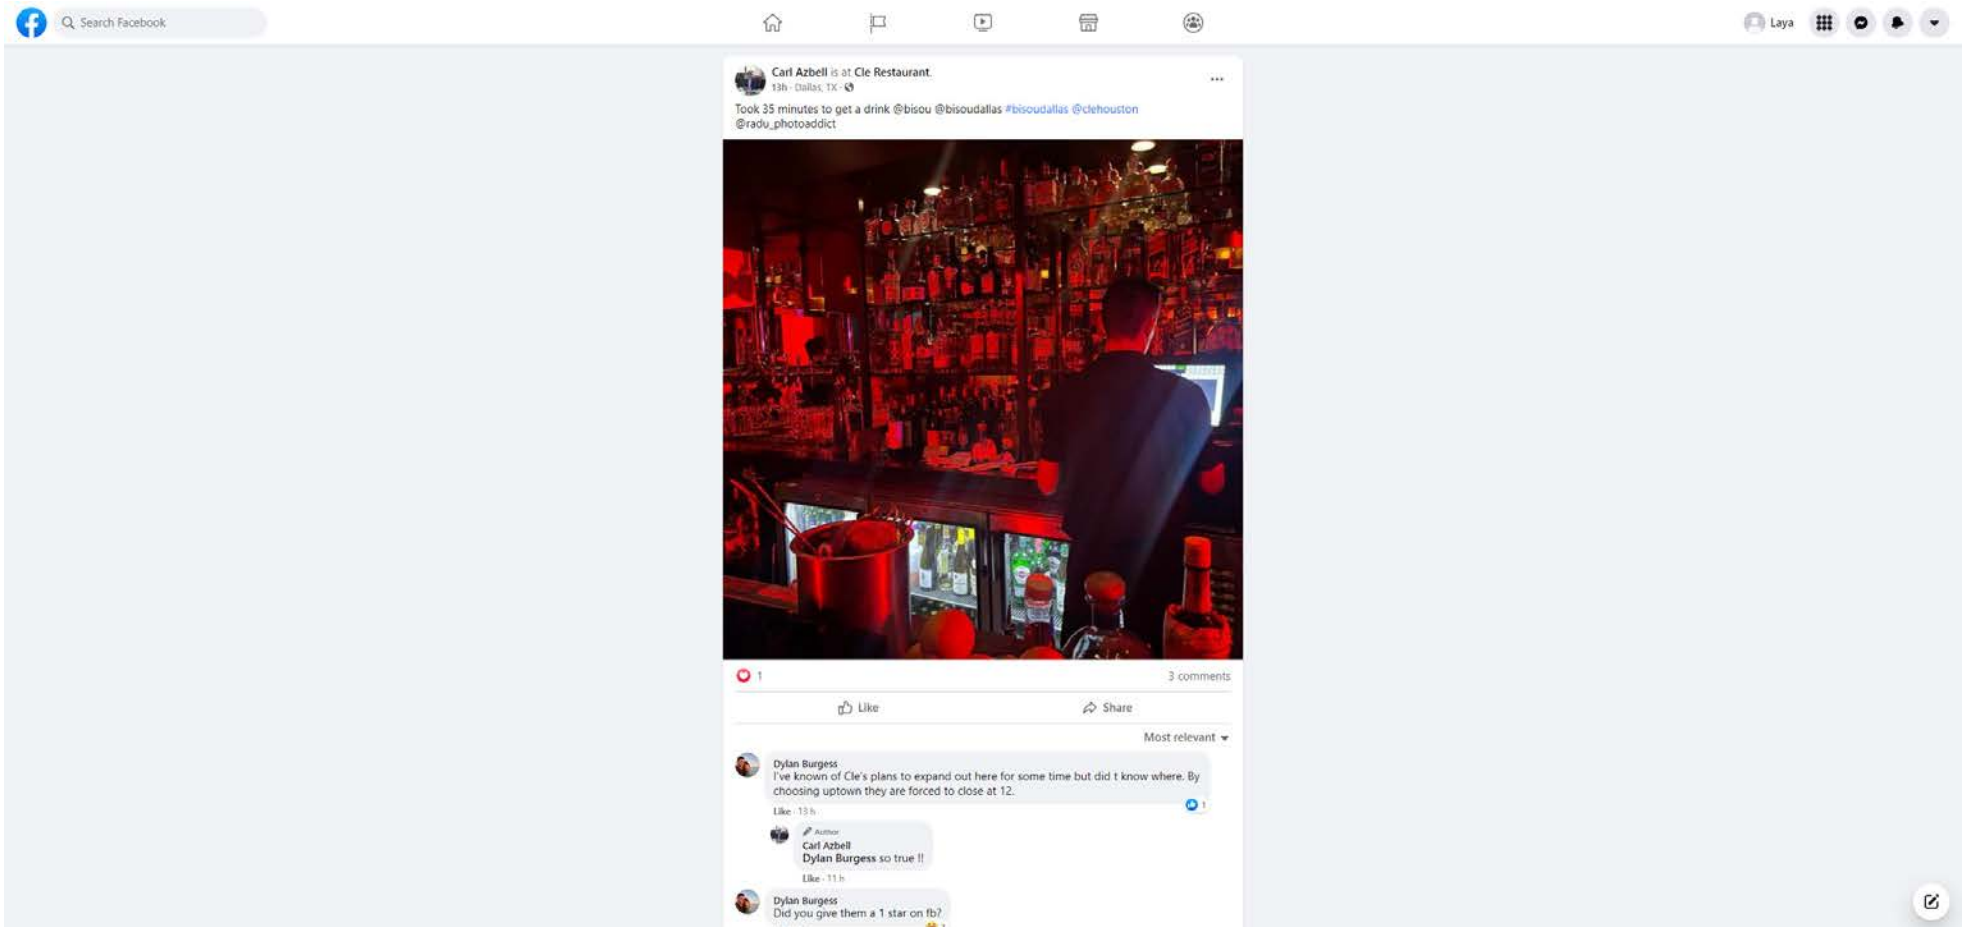 Search Facebook
Laya
Carl Azbell is at Cle Restaurant.
13h · Dallas, TX ·
Took 35 minutes to get a drink @bisou @bisoudallas #bisoudallas @clehouston
@radu_photoaddict
1
3 comments
Like
Share
Most relevant
Dylan Burgess
I've known of Cle's plans to expand out here for some time but did t know where. By
choosing uptown they are forced to close at 12.
1
Like · 13 h
Author
Carl Azbell
Dylan Burgess so true !!
Like · 11 h
Dylan Burgess
Did you give them a 1 star on fb?